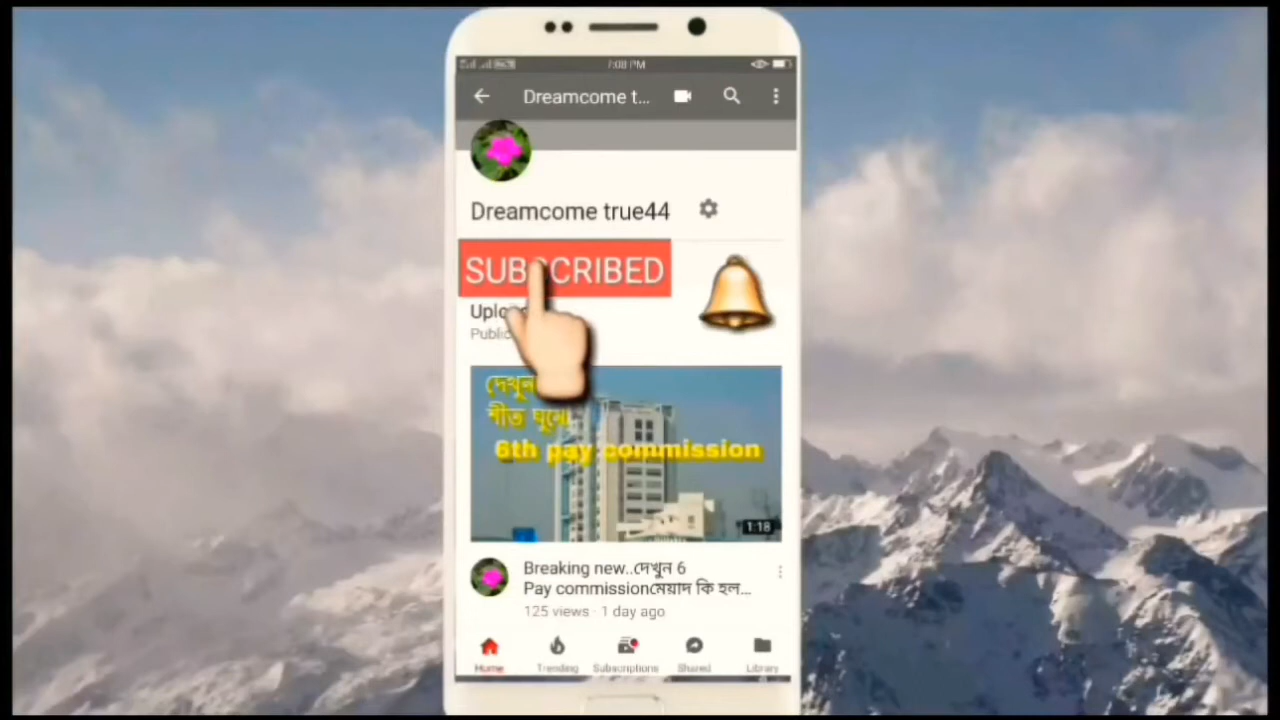 7:08 PM
Dreamcome t...
Dreamcome true44
SUBSCRIBED
দেখুন
6th pay commission
1:18
Breaking new..দেখুন 6
Pay commissionমেয়াদ কি হল...
125 views · 1 day ago
Home
Trending
Subscriptions
Shared
Library